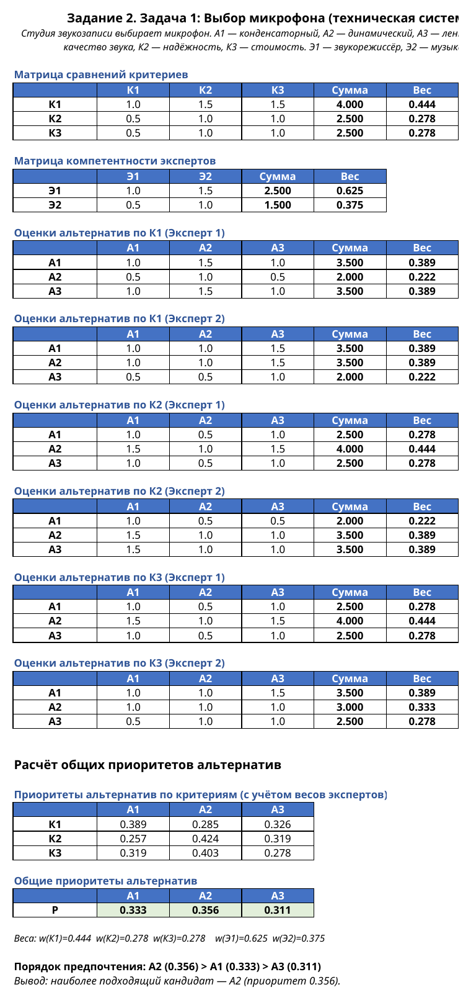 Задание 2. Задача 1: Выбор микрофона (техническая
Студия звукозаписи выбирает микрофон. А1 — конденсаторный, А2 — динамический, А3 —
качество звука, К2 — надёжность, К3 — стоимость. Э1 — звукорежиссёр, Э2 —
Матрица сравнений критериев
К1 К2 К3 Сумма Вес
К1 1.0 1.5 1.5 4.000 0.444
К2 0.5 1.0 1.0 2.500 0.278
К3 0.5 1.0 1.0 2.500 0.278
Матрица компетентности экспертов
Э1 Э2 Сумма Вес
Э1 1.0 1.5 2.500 0.625
Э2 0.5 1.0 1.500 0.375
Оценки альтернатив по К1 (Эксперт 1)
А1 А2 А3 Сумма Вес
А1 1.0 1.5 1.0 3.500 0.389
А2 0.5 1.0 0.5 2.000 0.222
А3 1.0 1.5 1.0 3.500 0.389
Оценки альтернатив по К1 (Эксперт 2)
А1 А2 А3 Сумма Вес
А1 1.0 1.0 1.5 3.500 0.389
А2 1.0 1.0 1.5 3.500 0.389
А3 0.5 0.5 1.0 2.000 0.222
Оценки альтернатив по К2 (Эксперт 1)
А1 А2 А3 Сумма Вес
А1 1.0 0.5 1.0 2.500 0.278
А2 1.5 1.0 1.5 4.000 0.444
А3 1.0 0.5 1.0 2.500 0.278
Оценки альтернатив по К2 (Эксперт 2)
А1 А2 А3 Сумма Вес
А1 1.0 0.5 0.5 2.000 0.222
А2 1.5 1.0 1.0 3.500 0.389
А3 1.5 1.0 1.0 3.500 0.389
Оценки альтернатив по К3 (Эксперт 1)
А1 А2 А3 Сумма Вес
А1 1.0 0.5 1.0 2.500 0.278
А2 1.5 1.0 1.5 4.000 0.444
А3 1.0 0.5 1.0 2.500 0.278
Оценки альтернатив по К3 (Эксперт 2)
А1 А2 А3 Сумма Вес
А1 1.0 1.0 1.5 3.500 0.389
А2 1.0 1.0 1.0 3.000 0.333
А3 0.5 1.0 1.0 2.500 0.278
Расчёт общих приоритетов альтернатив
Приоритеты альтернатив по критериям (с учётом весов экспертов)
А1 А2 А3
К1 0.389 0.285 0.326
К2 0.257 0.424 0.319
К3 0.319 0.403 0.278
Общие приоритеты альтернатив
А1 А2 А3
Р 0.333 0.356 0.311
Веса: w(К1)=0.444 w(К2)=0.278 w(К3)=0.278 w(Э1)=0.625 w(Э2)=0.375
Порядок предпочтения: А2 (0.356) > А1 (0.333) > А3 (0.311)
Вывод: наиболее подходящий кандидат — А2 (приоритет 0.356).